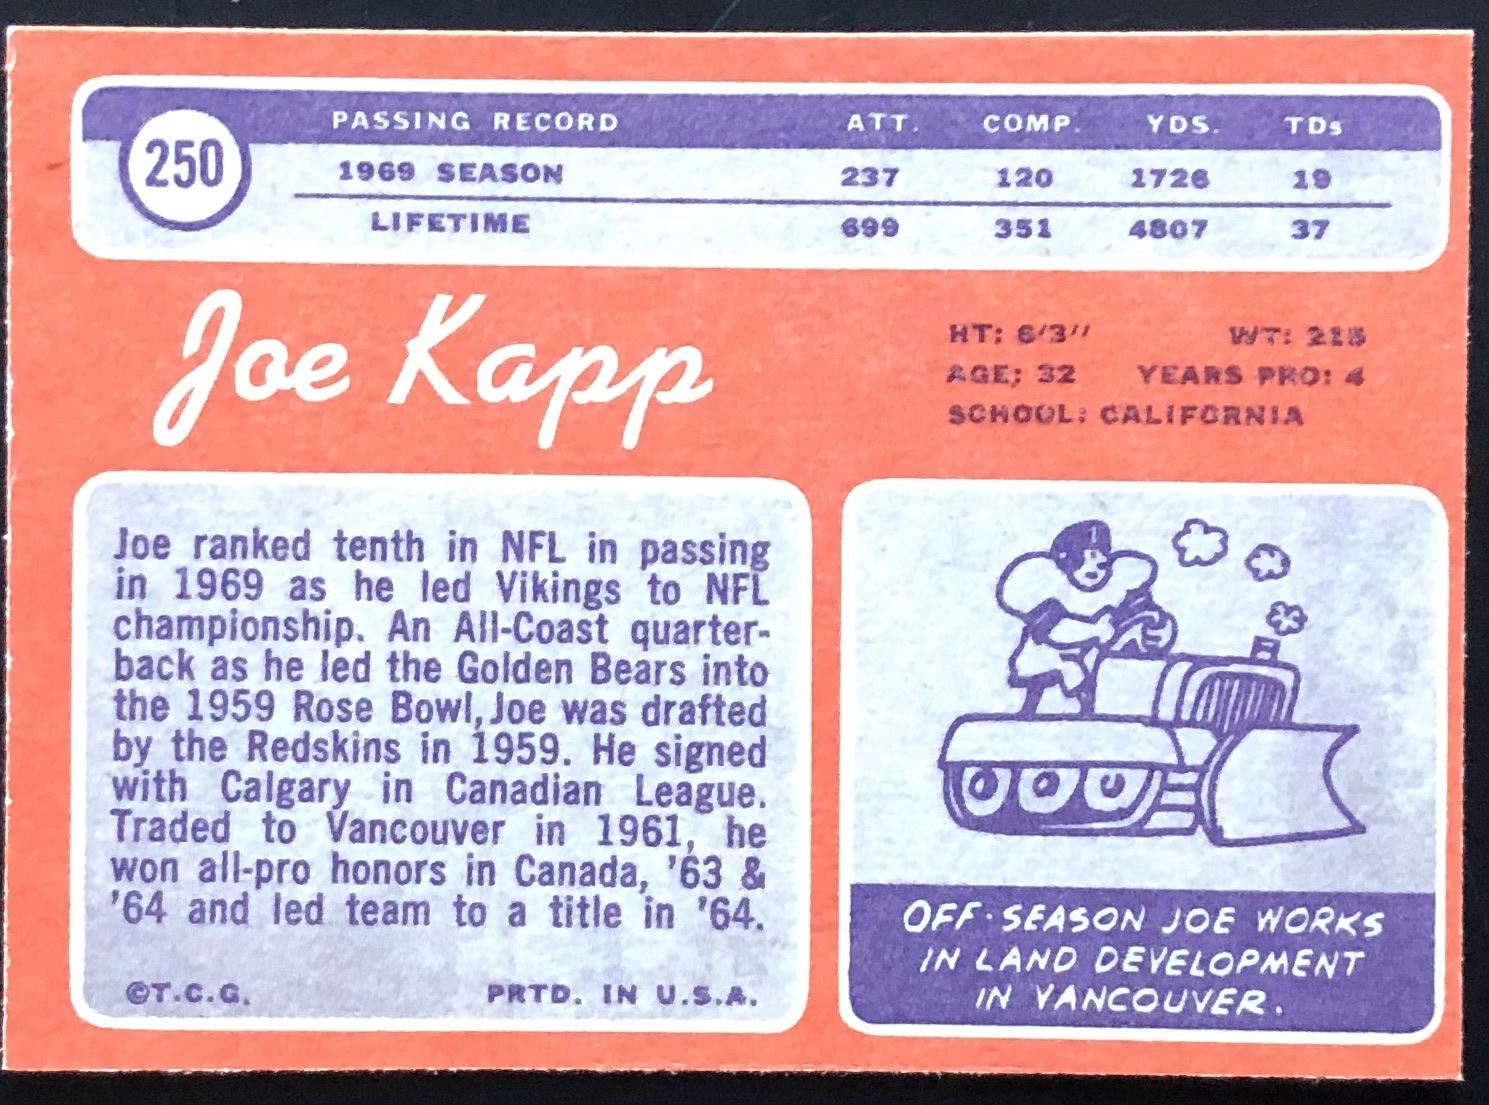 250
PASSING RECORD ATT. COMP. YDS. TDs
1969 SEASON 237 120 1726 19
LIFETIME 699 351 4807 37
Joe Kapp
HT: 6'3" WT: 215
AGE: 32 YEARS PRO: 4
SCHOOL: CALIFORNIA
Joe ranked tenth in NFL in passing
in 1969 as he led Vikings to NFL
championship. An All-Coast quarter-
back as he led the Golden Bears into
the 1959 Rose Bowl, Joe was drafted
by the Redskins in 1959. He signed
with Calgary in Canadian League.
Traded to Vancouver in 1961, he
won all-pro honors in Canada, '63 &
'64 and led team to a title in '64.
©T.C.G. PRTD. IN U.S.A.
OFF-SEASON JOE WORKS
IN LAND DEVELOPMENT
IN VANCOUVER.